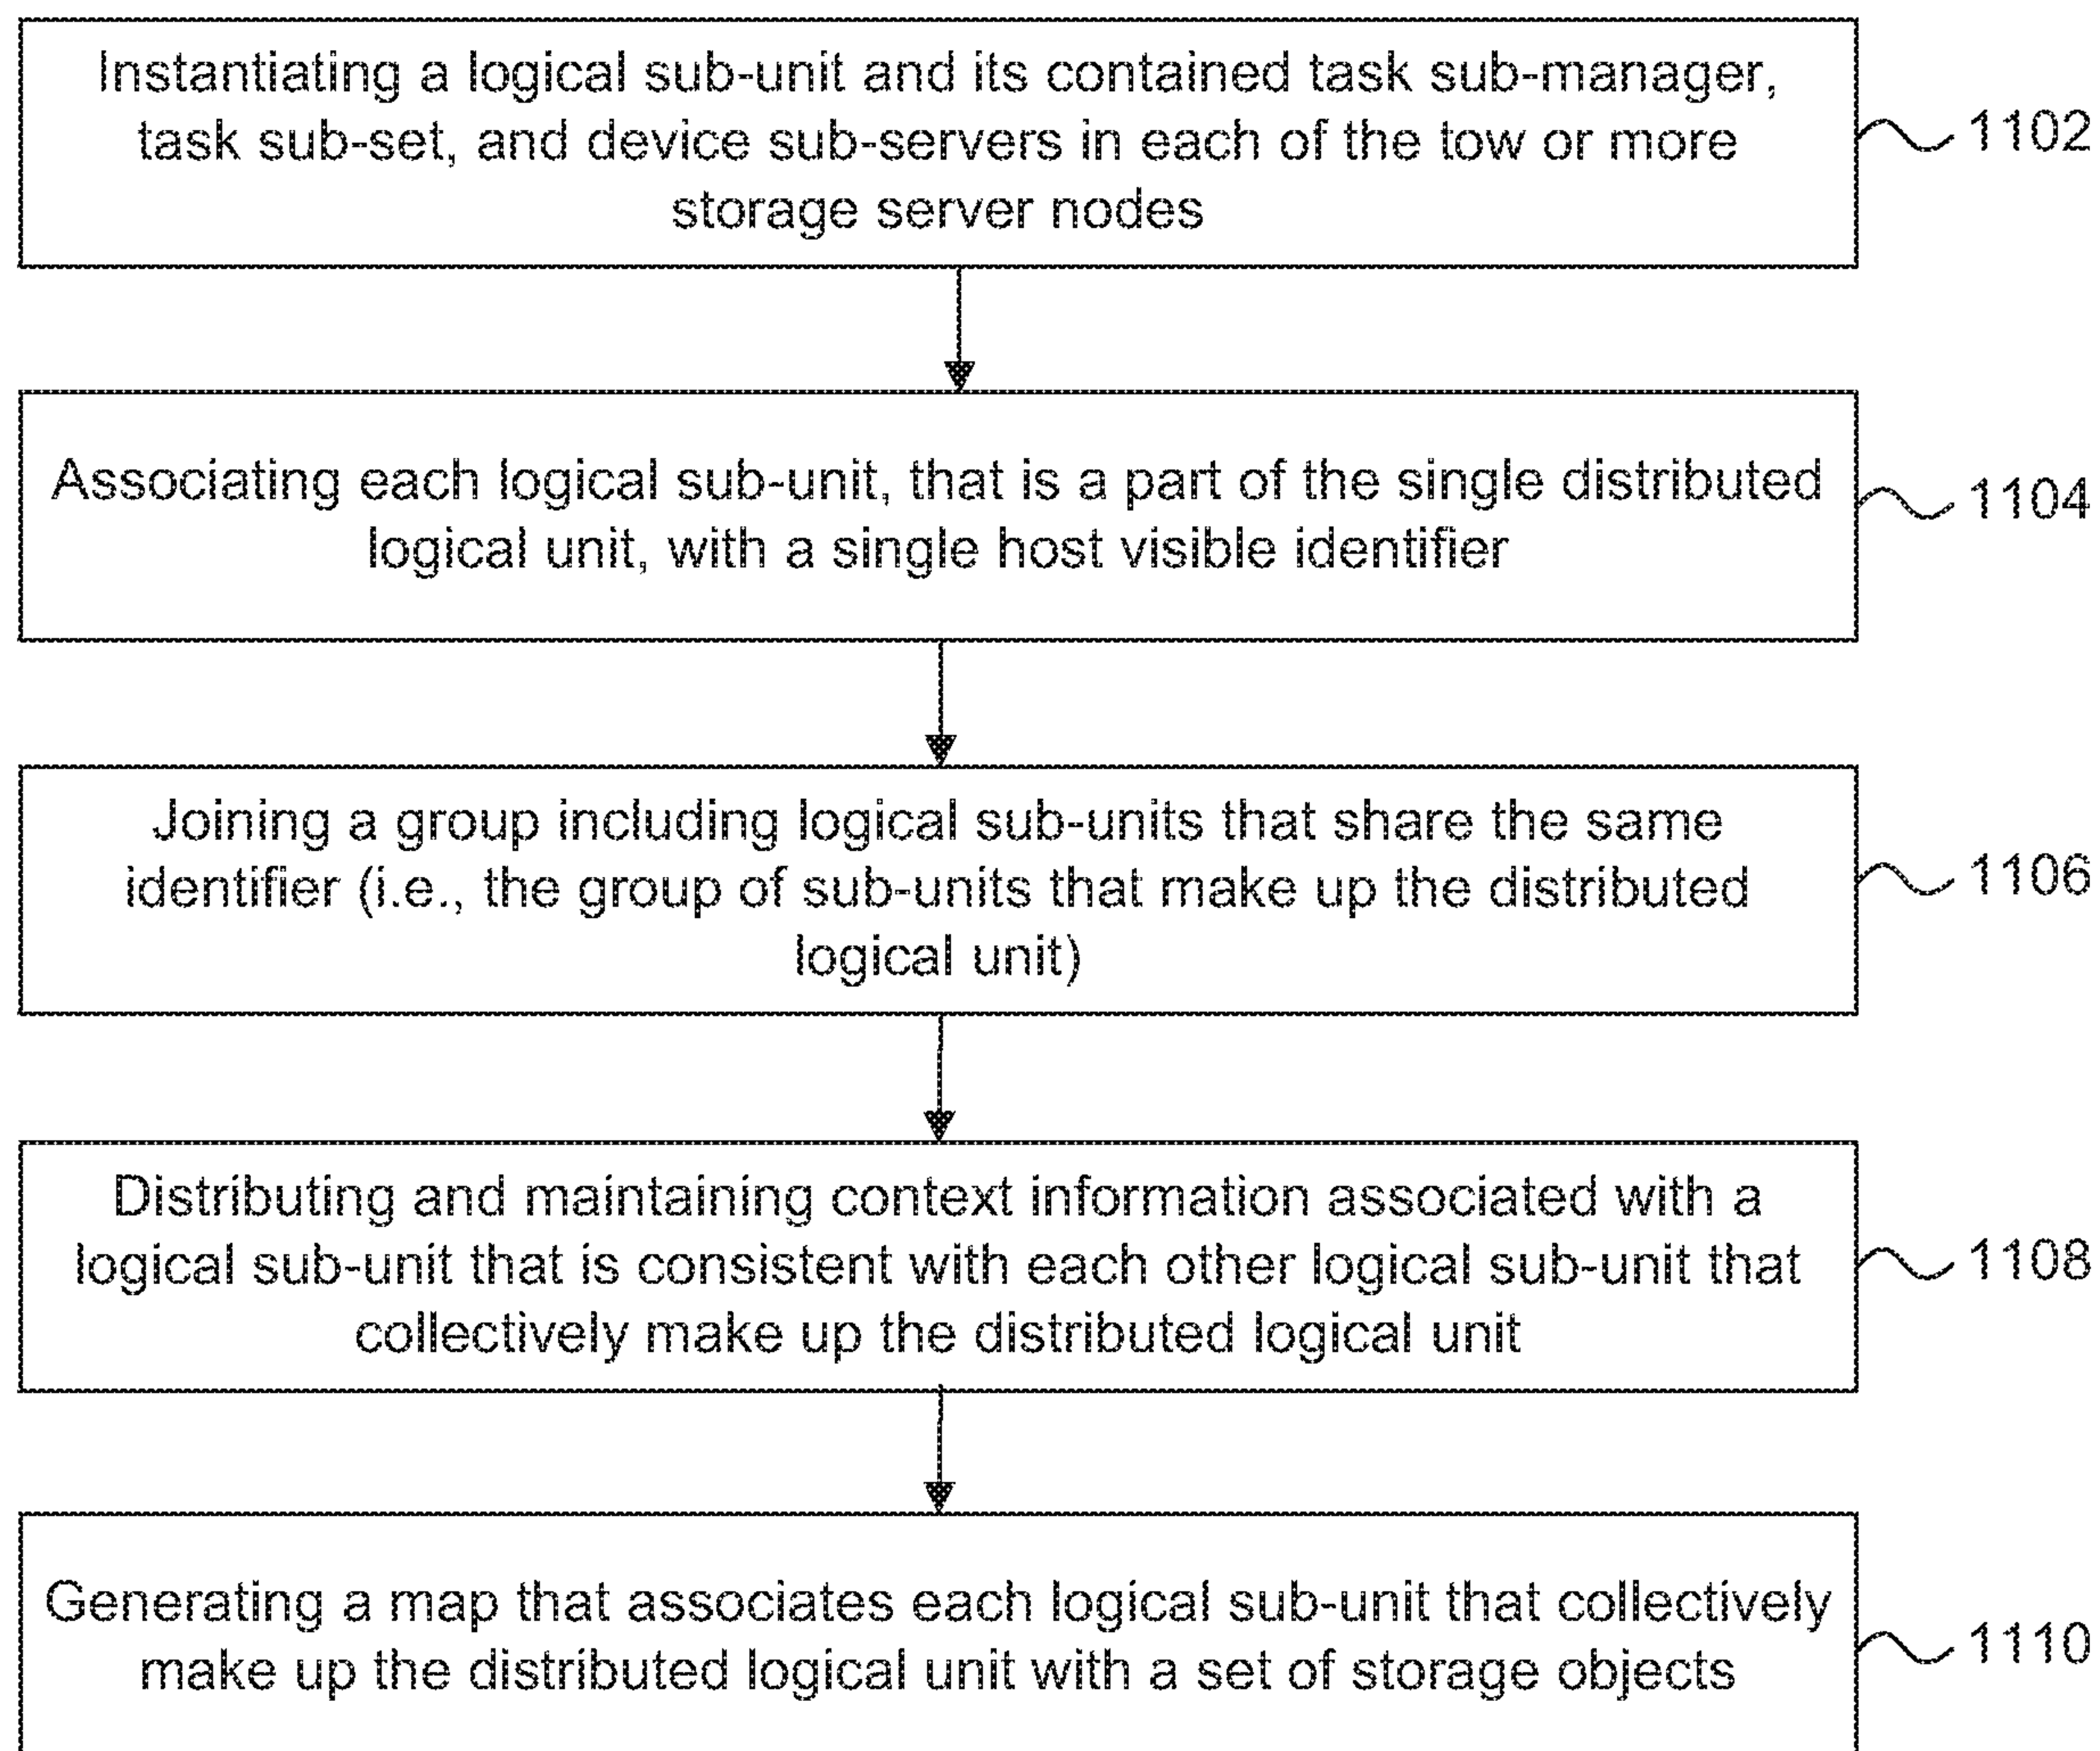 Instantiating a logical sub-unit and its contained task sub-manager,
task sub-set, and device sub-servers in each of the tow or more
storage server nodes
1102
Associating each logical sub-unit, that is a part of the single distributed
logical unit, with a single host visible identifier
1104
Joining a group including logical sub-units that share the same
identifier (i.e., the group of sub-units that make up the distributed
logical unit)
1106
Distributing and maintaining context information associated with a
logical sub-unit that is consistent with each other logical sub-unit that
collectively make up the distributed logical unit
1108
Generating a map that associates each logical sub-unit that collectively
make up the distributed logical unit with a set of storage objects
1110